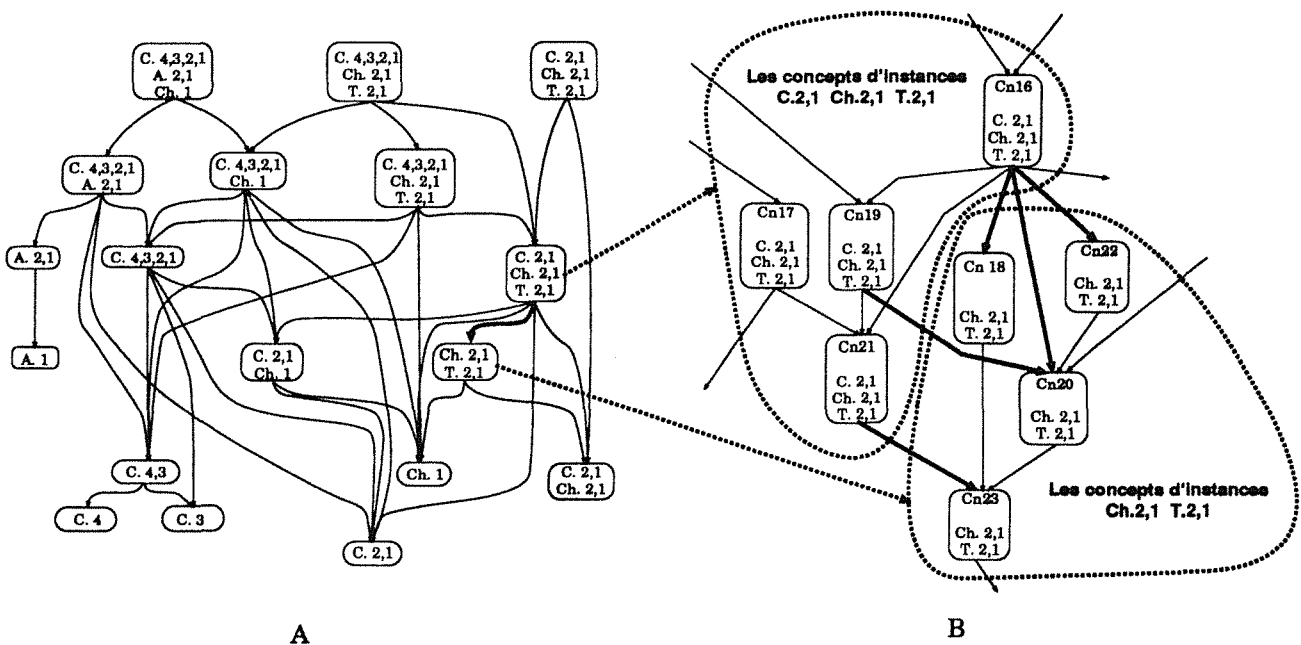 C. 4,3,2,1
A. 2,1
Ch. 1
C. 4,3,2,1
Ch. 2,1
T. 2,1
C. 2,1
Ch. 2,1
T. 2,1
C. 4,3,2,1
A. 2,1
C. 4,3,2,1
Ch. 1
C. 4,3,2,1
Ch. 2,1
T. 2,1
A. 2,1
C. 4,3,2,1
C. 2,1
Ch. 2,1
T. 2,1
A. 1
C. 2,1
Ch. 1
Ch. 2,1
T. 2,1
C. 4,3
Ch. 1
C. 2,1
Ch. 2,1
C. 4
C. 3
C. 2,1
A
Les concepts d'instances
C.2,1 Ch.2,1 T.2,1
Cn16
C. 2,1
Ch. 2,1
T. 2,1
Cn17
C. 2,1
Ch. 2,1
T. 2,1
Cn19
C. 2,1
Ch. 2,1
T. 2,1
Cn 18
Ch. 2,1
T. 2,1
Cn22
Ch. 2,1
T. 2,1
Cn21
C. 2,1
Ch. 2,1
T. 2,1
Cn20
Ch. 2,1
T. 2,1
Cn23
Ch. 2,1
T. 2,1
Les concepts d'instances
Ch.2,1 T.2,1
B